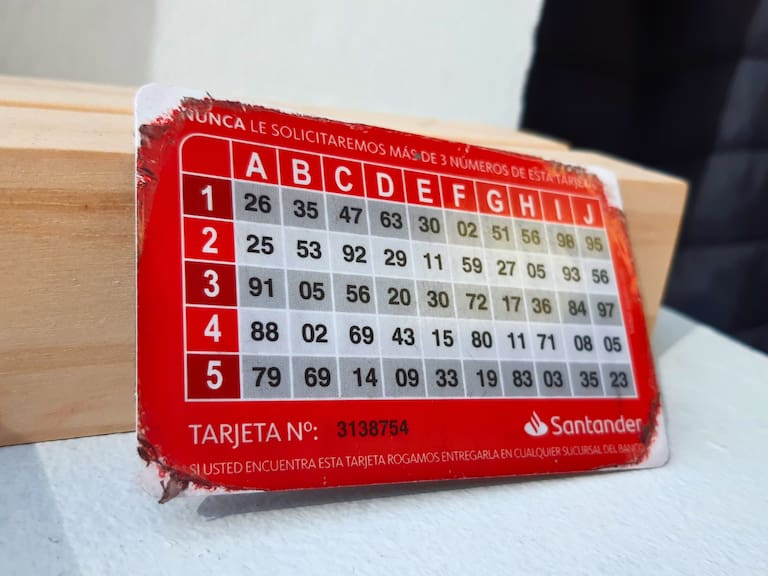 NUNCA LE SOLICITAREMOS MÁS DE 3 NÚMEROS DE ESTA TARJETA
A B C D E F G H I J
1 26 35 47 63 30 02 51 56 98 95
2 25 53 92 29 11 59 27 05 93 56
3 91 05 56 20 30 72 17 36 84 97
4 88 02 69 43 15 80 11 71 08 05
5 79 69 14 09 33 19 83 03 35 23
TARJETA Nº: 3138754 Santander
SI USTED ENCUENTRA ESTA TARJETA ROGAMOS ENTREGARLA EN CUALQUIER SUCURSAL DEL BANCO